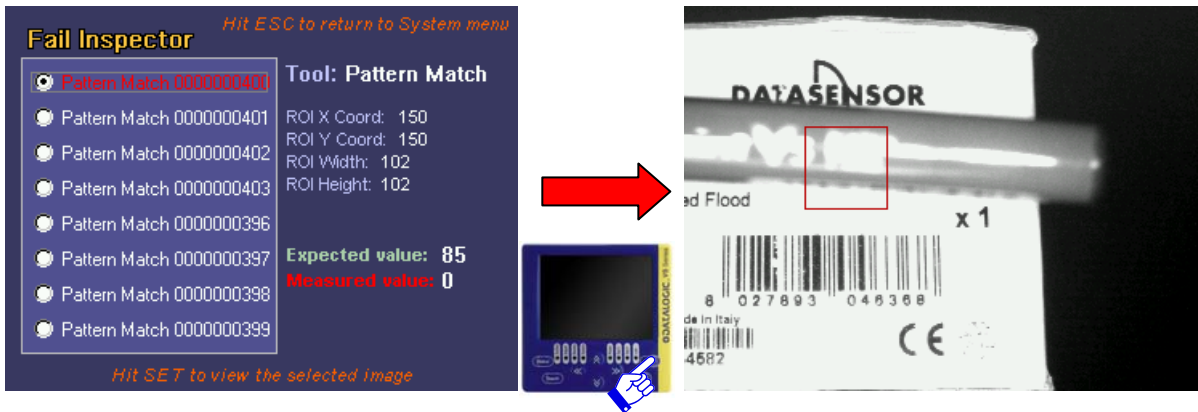 Hit ESC to return to System menu
Fail Inspector
Pattern Match 0000000400
Pattern Match 0000000401
Pattern Match 0000000402
Pattern Match 0000000403
Pattern Match 0000000396
Pattern Match 0000000397
Pattern Match 0000000398
Pattern Match 0000000399
Tool: Pattern Match
ROI X Coord: 150
ROI Y Coord: 150
ROI Width: 102
ROI Height: 102
Expected value: 85
Measured value: 0
Hit SET to view the selected image
DATALOGIC
DATASENSOR
ed Flood
x 1
8 027893 046368
de in Italy
4582
CE